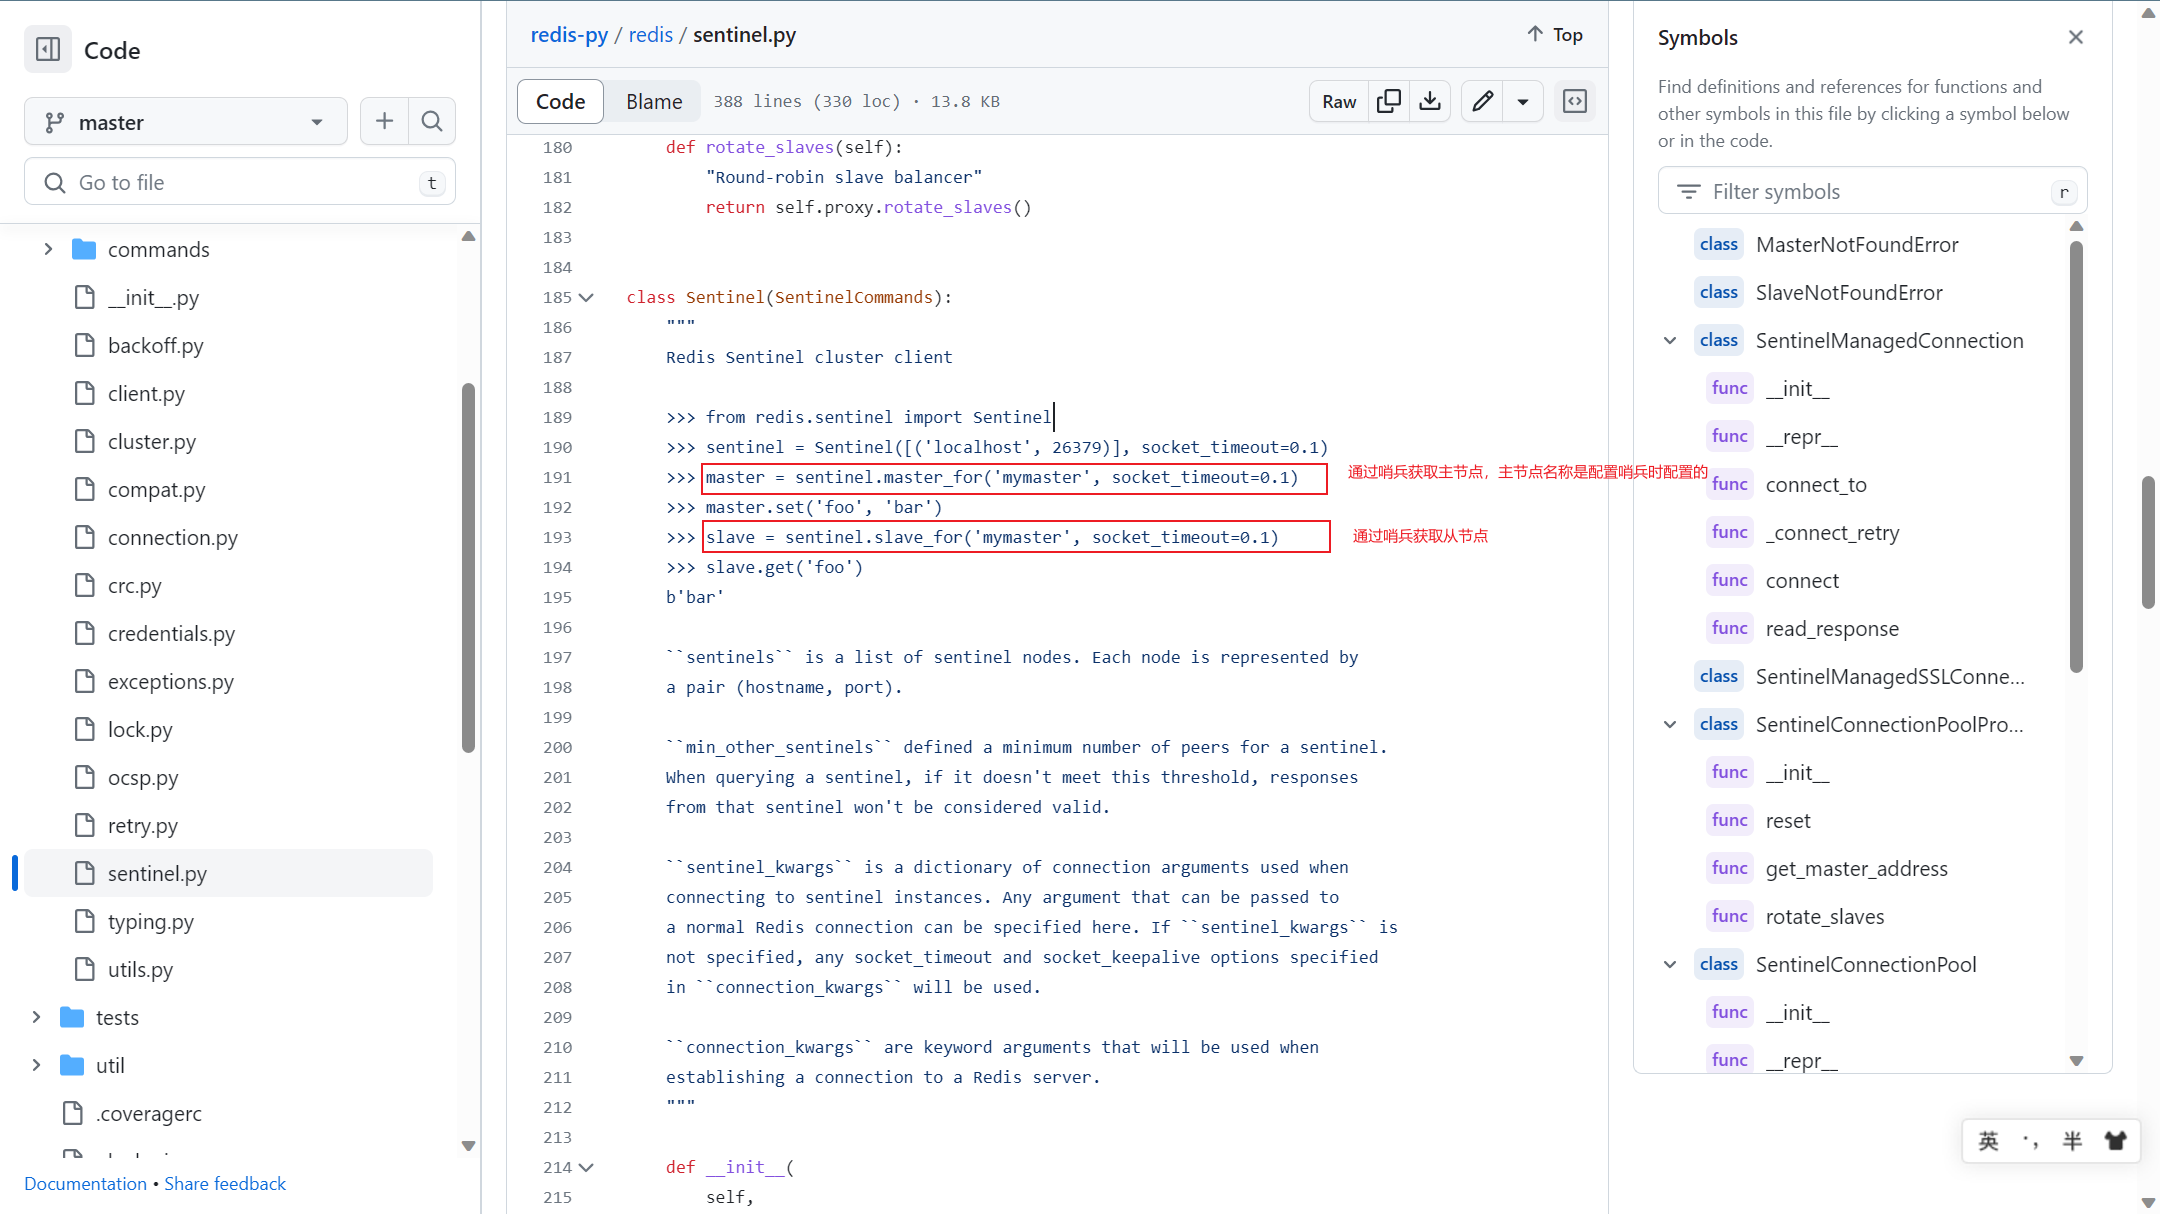 Code
master
Go to file
t
commands
__init__.py
backoff.py
client.py
cluster.py
compat.py
connection.py
crc.py
credentials.py
exceptions.py
lock.py
ocsp.py
retry.py
sentinel.py
typing.py
utils.py
tests
util
.coveragerc
Documentation • Share feedback
redis-py / redis / sentinel.py
Top
Code
Blame
388 lines (330 loc) · 13.8 KB
Raw
180 def rotate_slaves(self):
181 "Round-robin slave balancer"
182 return self.proxy.rotate_slaves()
183
184
185 class Sentinel(SentinelCommands):
186 """
187 Redis Sentinel cluster client
188
189 >>> from redis.sentinel import Sentinel
190 >>> sentinel = Sentinel([('localhost', 26379)], socket_timeout=0.1)
191 >>> master = sentinel.master_for('mymaster', socket_timeout=0.1)
通过哨兵获取主节点，主节点名称是配置哨兵时配置的
192 >>> master.set('foo', 'bar')
193 >>> slave = sentinel.slave_for('mymaster', socket_timeout=0.1)
通过哨兵获取从节点
194 >>> slave.get('foo')
195 b'bar'
196
197 ``sentinels`` is a list of sentinel nodes. Each node is represented by
198 a pair (hostname, port).
199
200 ``min_other_sentinels`` defined a minimum number of peers for a sentinel.
201 When querying a sentinel, if it doesn't meet this threshold, responses
202 from that sentinel won't be considered valid.
203
204 ``sentinel_kwargs`` is a dictionary of connection arguments used when
205 connecting to sentinel instances. Any argument that can be passed to
206 a normal Redis connection can be specified here. If ``sentinel_kwargs`` is
207 not specified, any socket_timeout and socket_keepalive options specified
208 in ``connection_kwargs`` will be used.
209
210 ``connection_kwargs`` are keyword arguments that will be used when
211 establishing a connection to a Redis server.
212 """
213
214 def __init__(
215 self,
Symbols
Find definitions and references for functions and
other symbols in this file by clicking a symbol below
or in the code.
Filter symbols
r
class MasterNotFoundError
class SlaveNotFoundError
class SentinelManagedConnection
func __init__
func __repr__
func connect_to
func _connect_retry
func connect
func read_response
class SentinelManagedSSLConne...
class SentinelConnectionPoolPro...
func __init__
func reset
func get_master_address
func rotate_slaves
class SentinelConnectionPool
func __init__
func __repr__
英 ·, 半